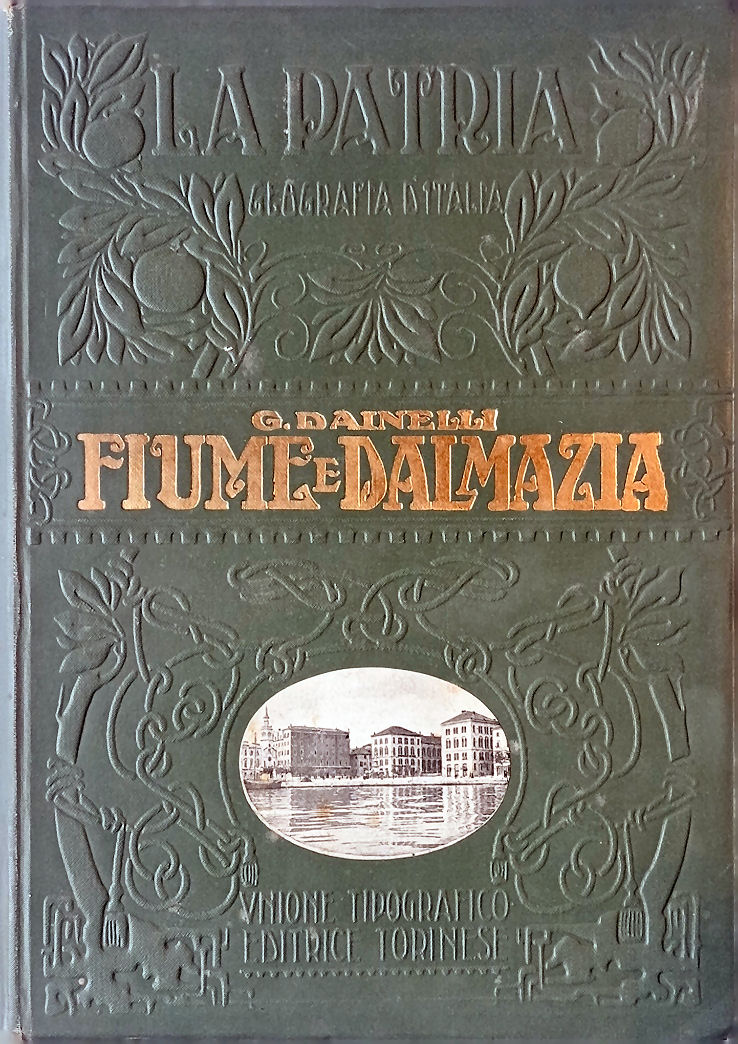 LA PATRIA
GEOGRAFIA D'ITALIA
G. DAINELLI
FIUME E DALMAZIA
VNIONE TIPOGRAFICO
EDITRICE TORINESE